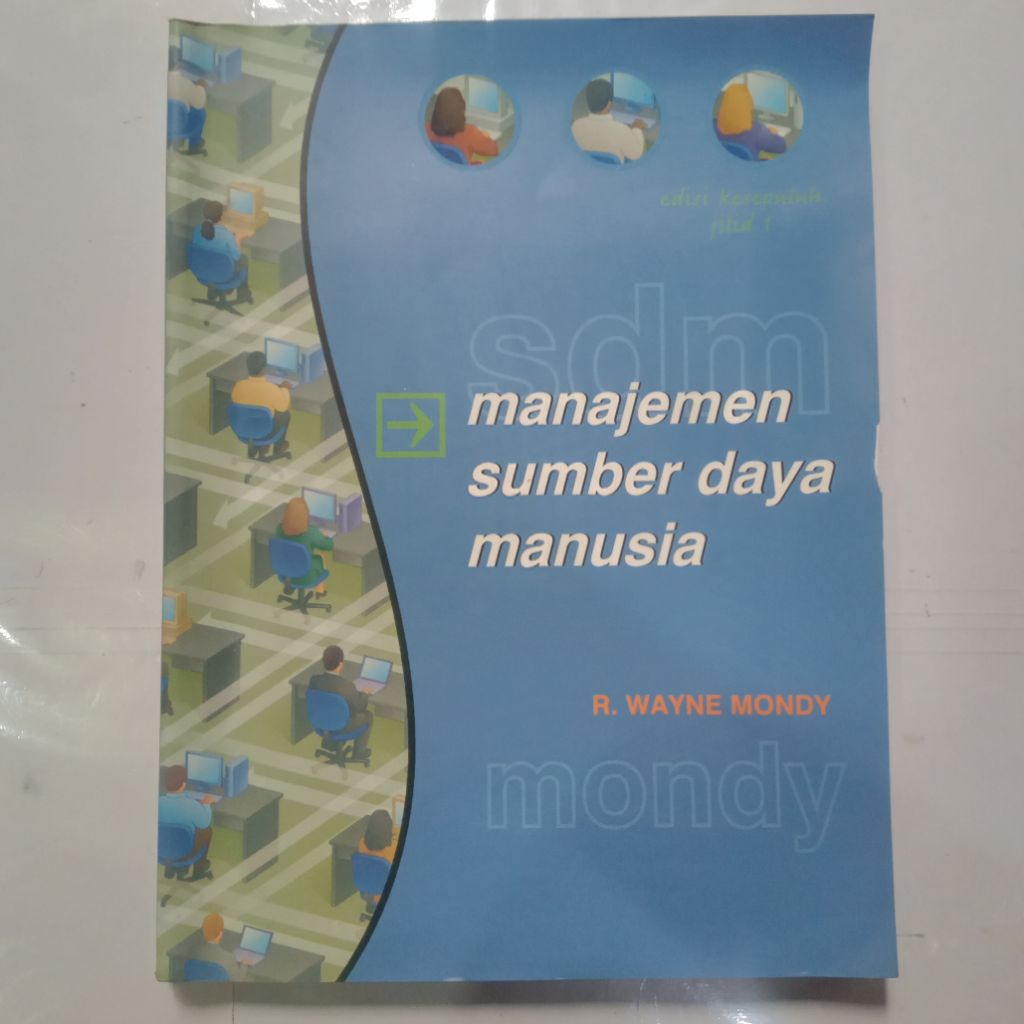 edisi kesepuluh
jilid 1
sdm
manajemen
sumber daya
manusia
R. WAYNE MONDY
mondy